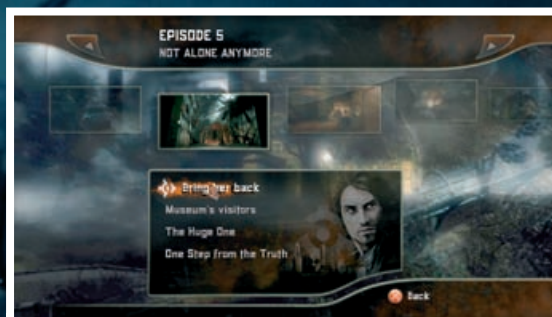 EPISODE 5
NOT ALONE ANYMORE
Bring her back
Museum's visitors
The Huge One
One Step from the Truth
Back